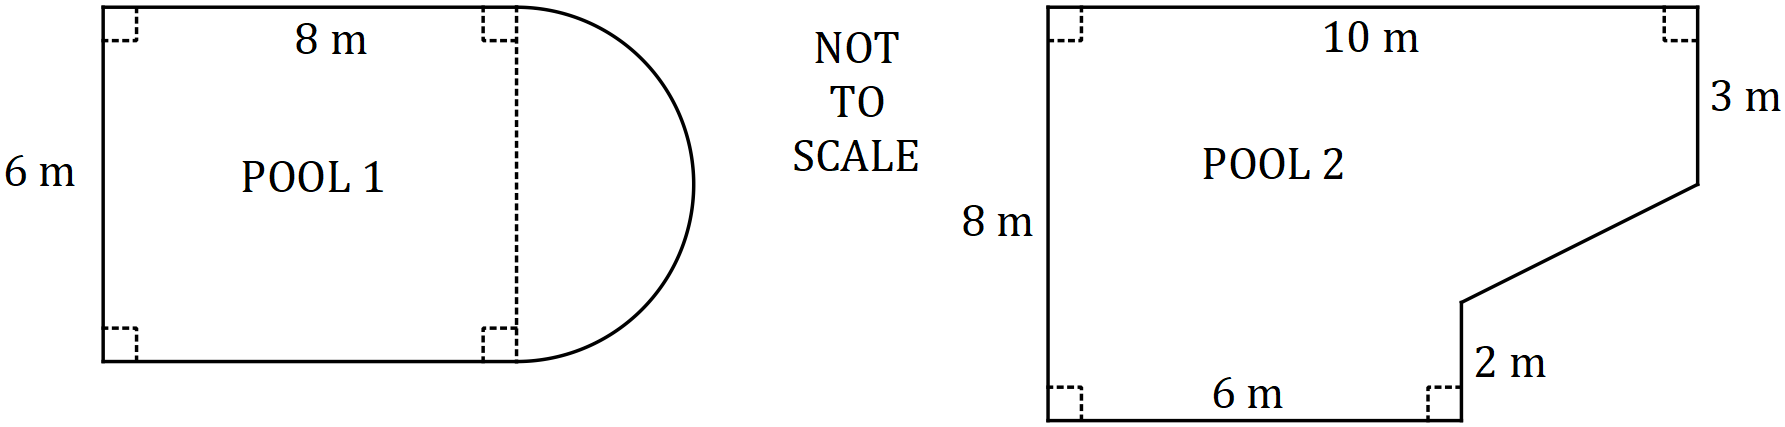 8 m
6 m
POOL 1
NOT
TO
SCALE
10 m
3 m
POOL 2
8 m
2 m
6 m